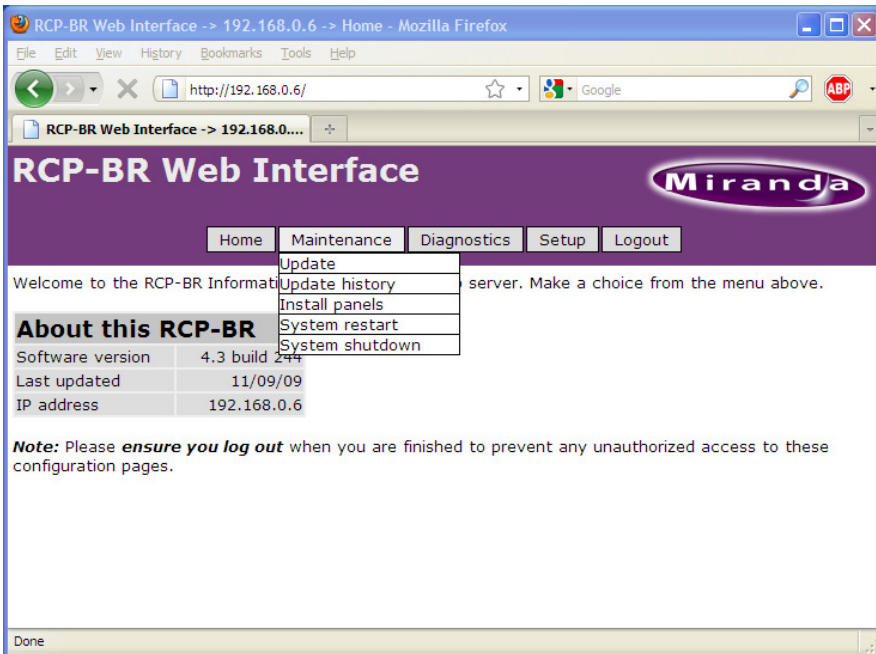 RCP-BR Web Interface -> 192.168.0.6 -> Home - Mozilla Firefox
File Edit View History Bookmarks Tools Help
http://192.168.0.6/ Google ABP
RCP-BR Web Interface -> 192.168.0....
RCP-BR Web Interface
Miranda
Home Maintenance Diagnostics Setup Logout
Update
Update history
Install panels
System restart
System shutdown
Welcome to the RCP-BR server. Make a choice from the menu above.
About this RCP-BR
Software version 4.3 build 244
Last updated 11/09/09
IP address 192.168.0.6
Note: Please ensure you log out when you are finished to prevent any unauthorized access to these
configuration pages.
Done